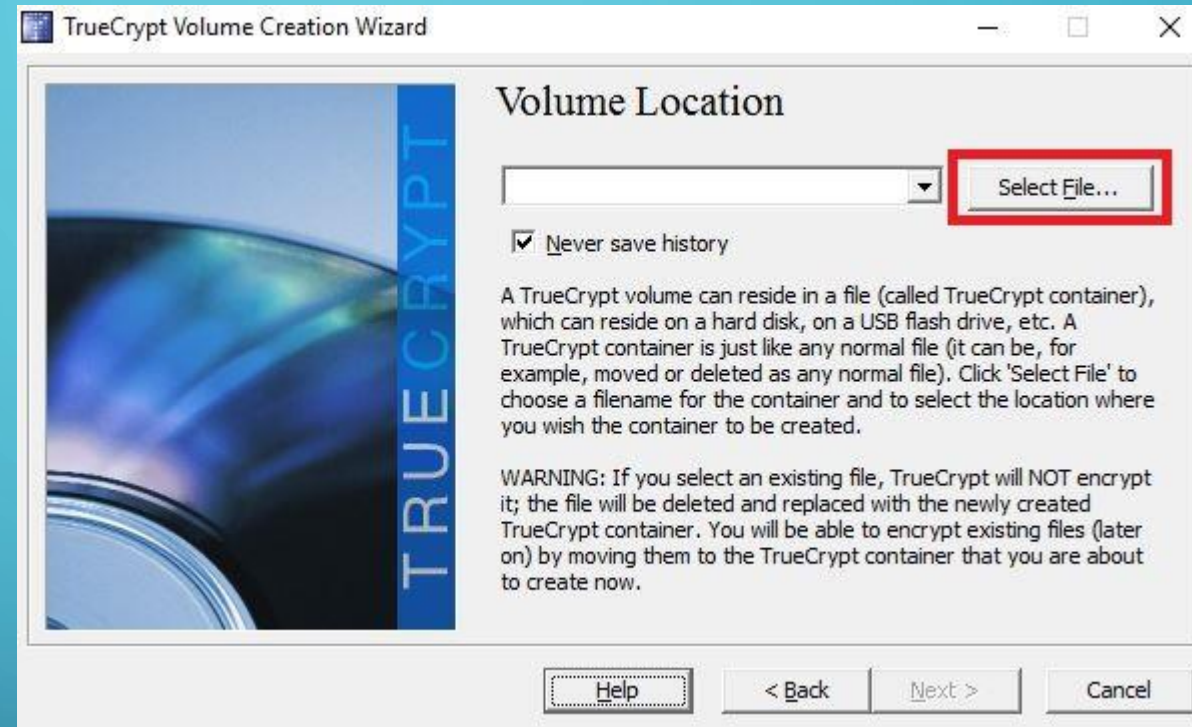 TrueCrypt Volume Creation Wizard
TRUECRYPT
Volume Location
Select File...
Never save history
A TrueCrypt volume can reside in a file (called TrueCrypt container),
which can reside on a hard disk, on a USB flash drive, etc. A
TrueCrypt container is just like any normal file (it can be, for
example, moved or deleted as any normal file). Click 'Select File' to
choose a filename for the container and to select the location where
you wish the container to be created.
WARNING: If you select an existing file, TrueCrypt will NOT encrypt
it; the file will be deleted and replaced with the newly created
TrueCrypt container. You will be able to encrypt existing files (later
on) by moving them to the TrueCrypt container that you are about
to create now.
Help < Back Next > Cancel